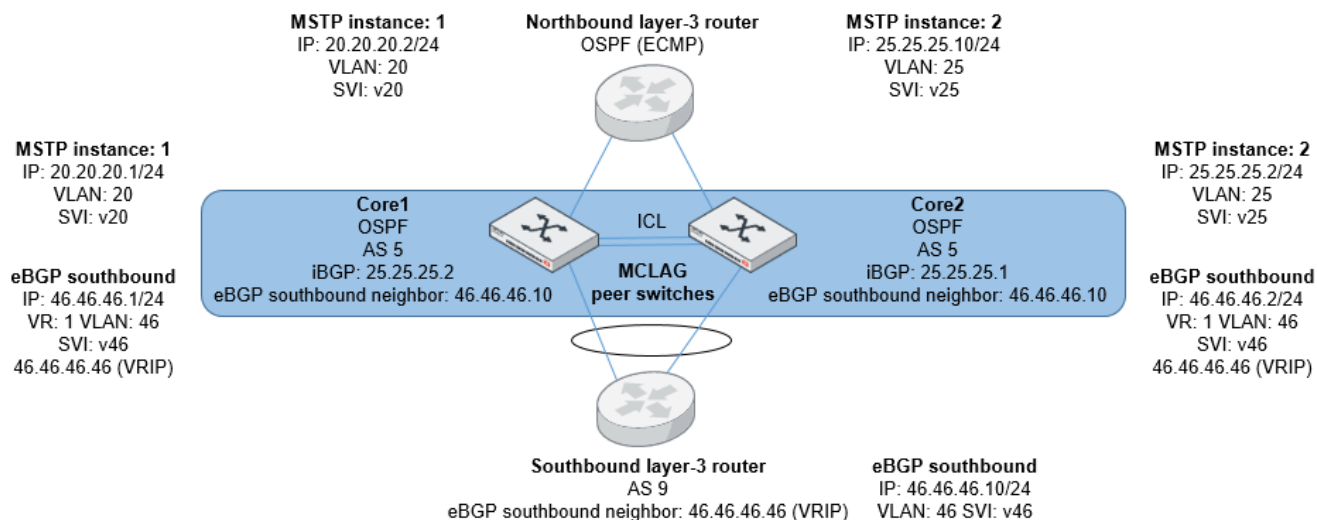 MSTP instance: 1
IP: 20.20.20.2/24
VLAN: 20
SVI: v20
Northbound layer-3 router
OSPF (ECMP)
MSTP instance: 2
IP: 25.25.25.10/24
VLAN: 25
SVI: v25
MSTP instance: 1
IP: 20.20.20.1/24
VLAN: 20
SVI: v20
MSTP instance: 2
IP: 25.25.25.2/24
VLAN: 25
SVI: v25
Core1
OSPF
AS 5
iBGP: 25.25.25.2
eBGP southbound neighbor: 46.46.46.10
ICL
MCLAG
peer switches
Core2
OSPF
AS 5
iBGP: 25.25.25.1
eBGP southbound neighbor: 46.46.46.10
eBGP southbound
IP: 46.46.46.1/24
VR: 1 VLAN: 46
SVI: v46
46.46.46.46 (VRIP)
eBGP southbound
IP: 46.46.46.2/24
VR: 1 VLAN: 46
SVI: v46
46.46.46.46 (VRIP)
Southbound layer-3 router
AS 9
eBGP southbound neighbor: 46.46.46.46 (VRIP)
eBGP southbound
IP: 46.46.46.10/24
VLAN: 46 SVI: v46